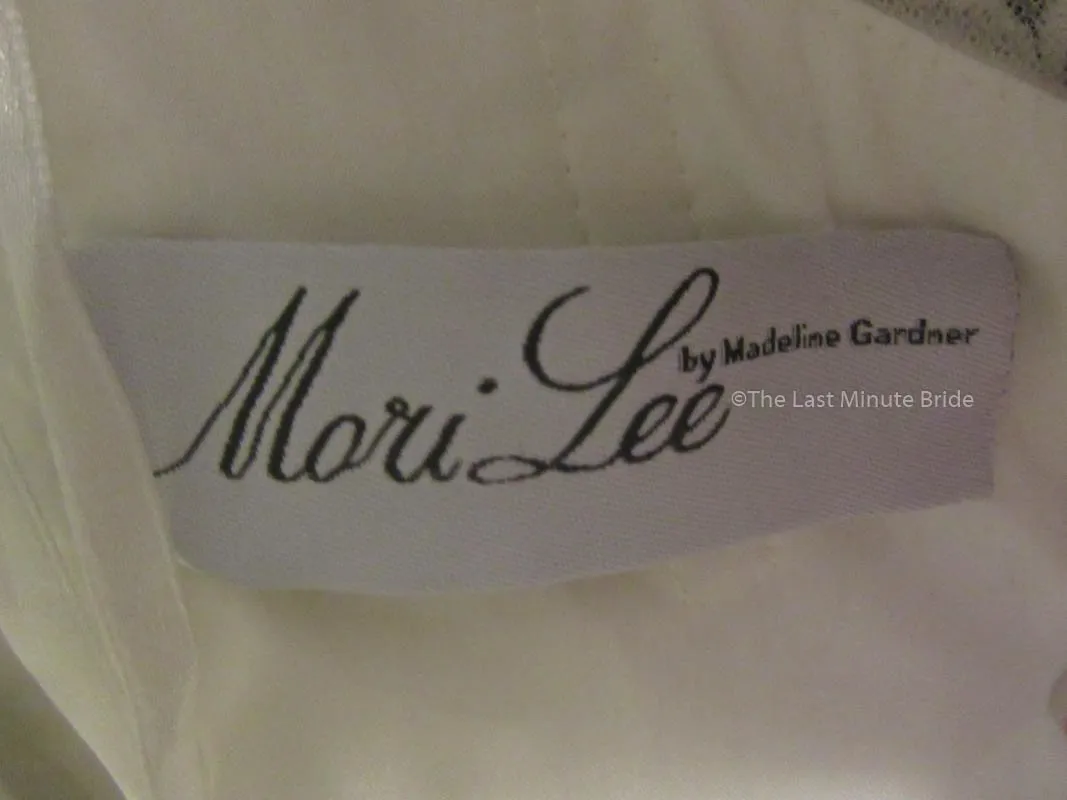 Mori Lee
by Madeline Gardner
©The Last Minute Bride